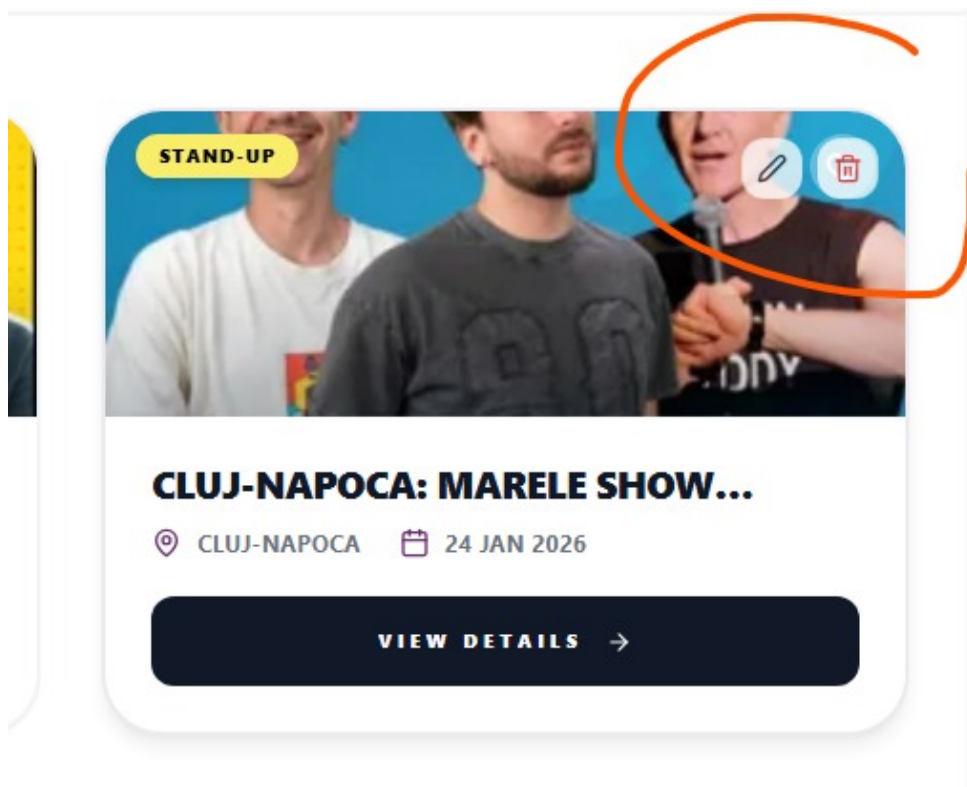 STAND-UP
CLUJ-NAPOCA: MARELE SHOW...
CLUJ-NAPOCA 24 JAN 2026
VIEW DETAILS →